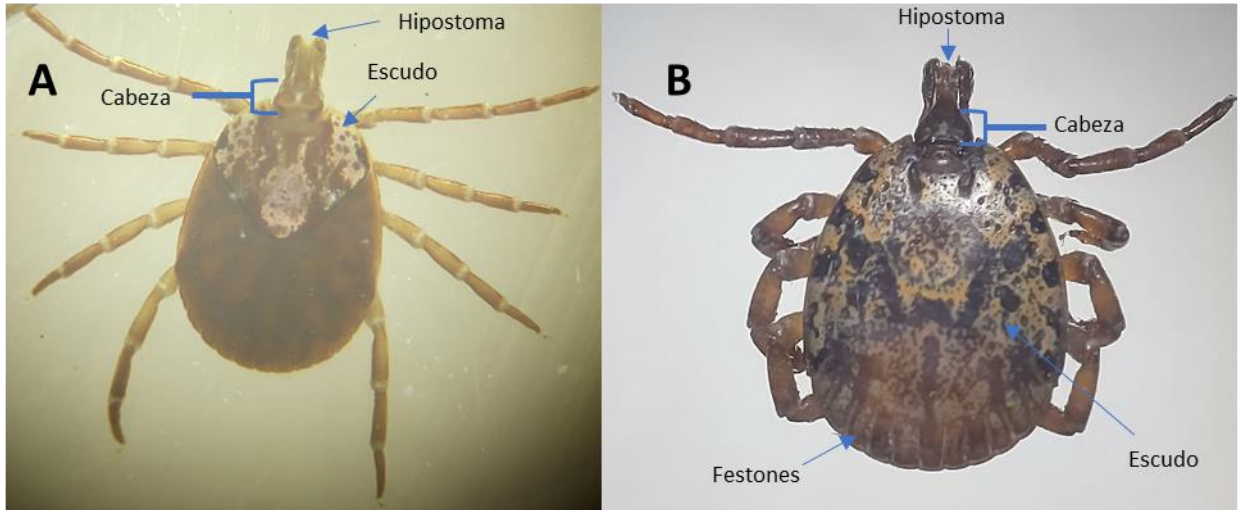 A
Hipostoma
Escudo
Cabeza
B
Hipostoma
Cabeza
Festones
Escudo